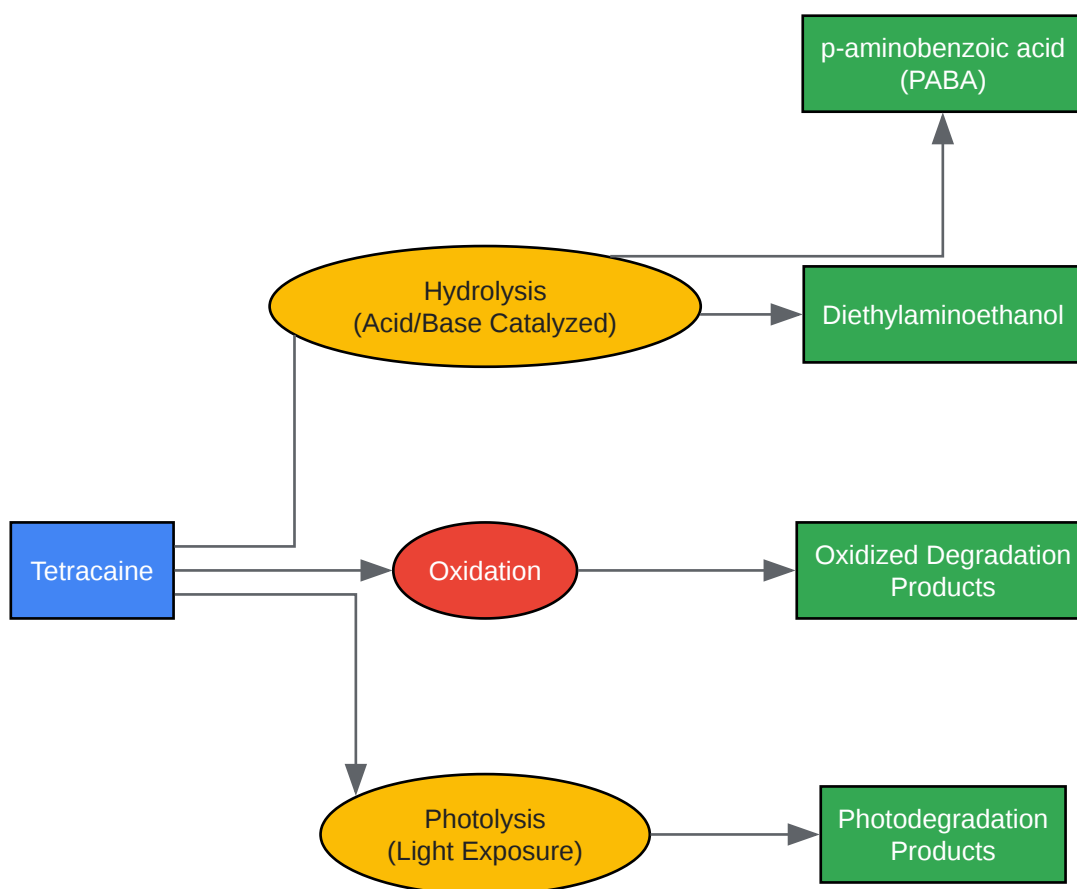 p-aminobenzoic acid
(PABA)
Hydrolysis
(Acid/Base Catalyzed)
Diethylaminoethanol
Tetracaine
Oxidation
Oxidized Degradation
Products
Photolysis
(Light Exposure)
Photodegradation
Products